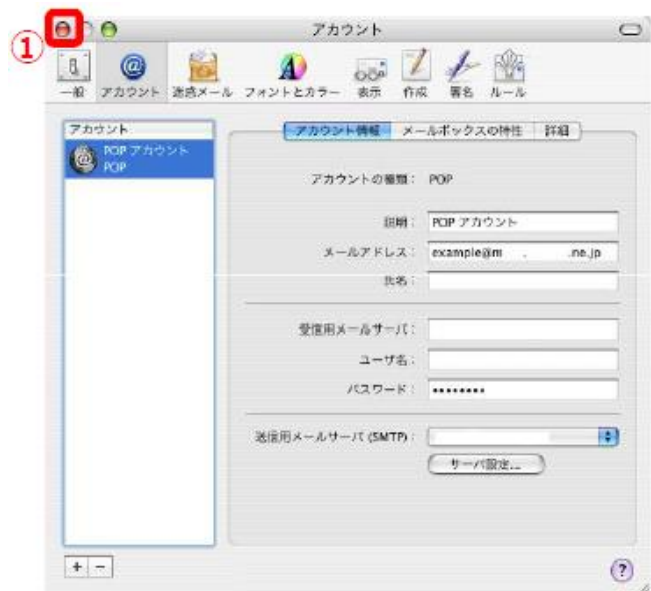 アカウント
①
一般 アカウント 迷惑メール フォントとカラー 表示 作成 署名 ルール
アカウント
POP アカウント
POP
アカウント情報 メールボックスの特性 詳細
アカウントの種類： POP
説明： POP アカウント
メールアドレス： example@m . .ne.jp
氏名：
受信用メールサーバ：
ユーザ名：
パスワード： ••••••••
送信用メールサーバ (SMTP)：
サーバ設定...
+ −
?